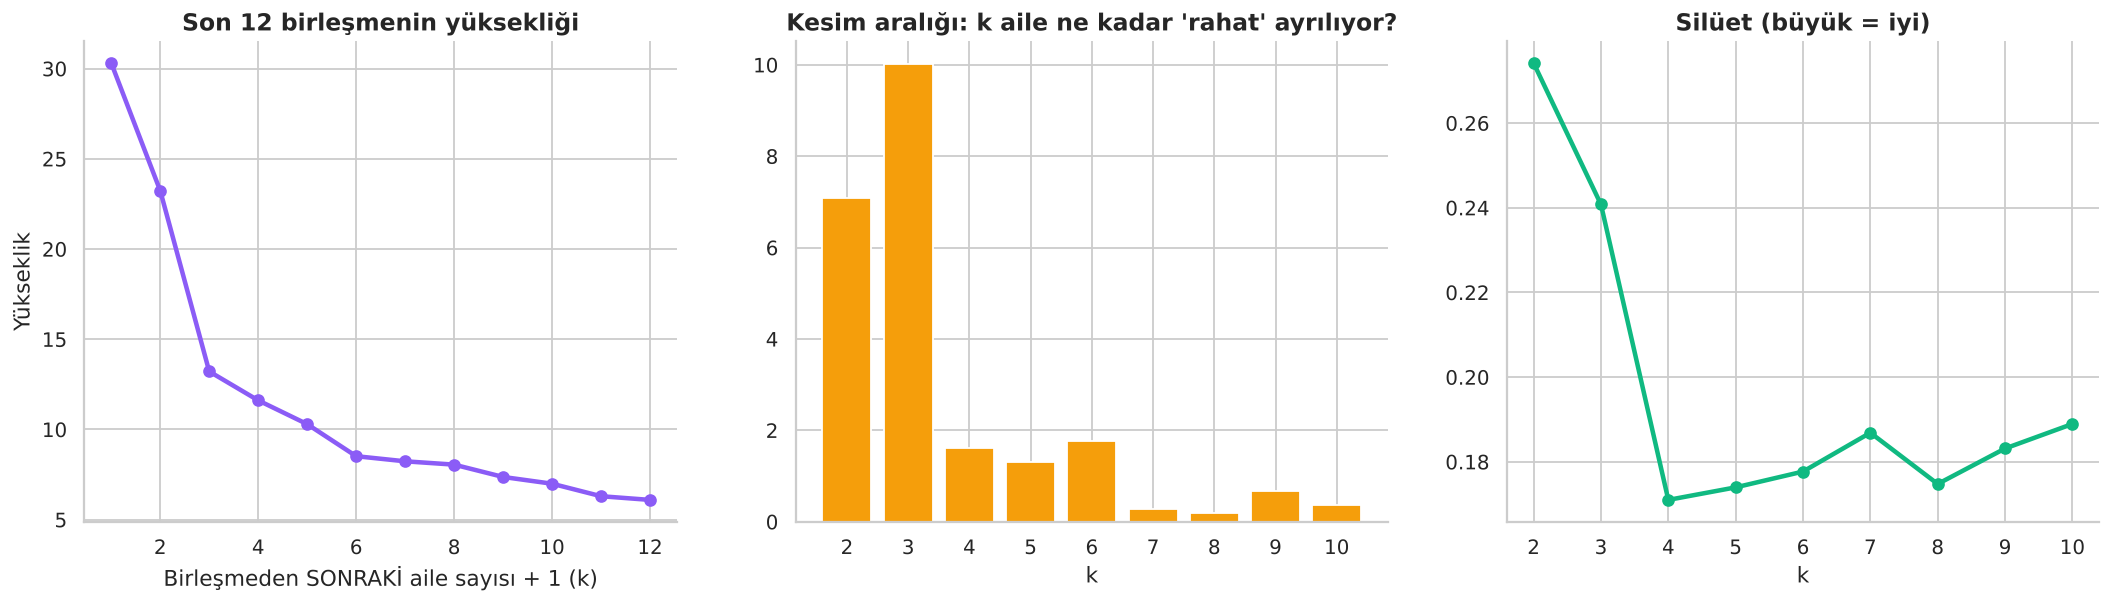 Son 12 birleşmenin yüksekliği
Yükseklik
30
25
20
15
10
5
2 4 6 8 10 12
Birleşmeden SONRAKİ aile sayısı + 1 (k)
Kesim aralığı: k aile ne kadar 'rahat' ayrılıyor?
10
8
6
4
2
0
2 3 4 5 6 7 8 9 10
k
Silüet (büyük = iyi)
0.26
0.24
0.22
0.20
0.18
2 3 4 5 6 7 8 9 10
k